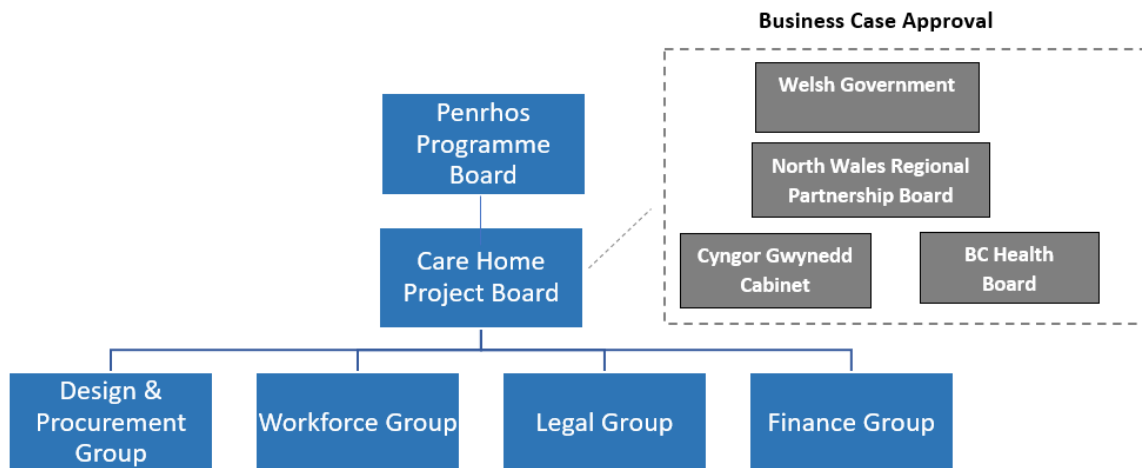 Business Case Approval
Welsh Government
North Wales Regional
Partnership Board
Cyngor Gwynedd
Cabinet
BC Health
Board
Penrhos
Programme
Board
Care Home
Project Board
Design &
Procurement
Group
Workforce Group
Legal Group
Finance Group